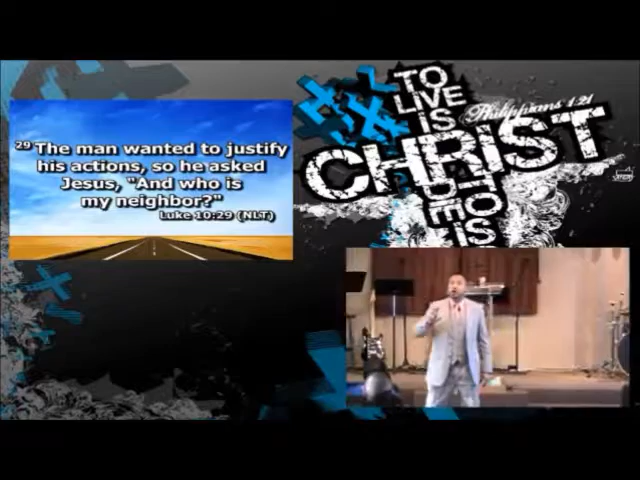 29 The man wanted to justify
his actions, so he asked
Jesus, "And who is
my neighbor?"
Luke 10:29 (NLT)
TO
LIVE
IS
Philippians 1:21
CHRIST
TO
DIE
IS